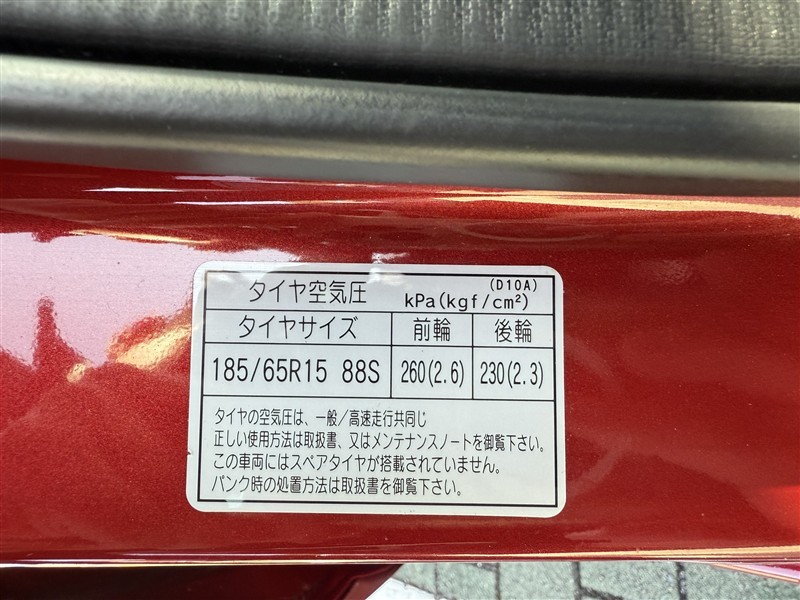 タイヤ空気圧 kPa(kgf/cm²) (D10A)
タイヤサイズ 前輪 後輪
185/65R15 88S 260(2.6) 230(2.3)
タイヤの空気圧は、一般/高速走行共同じ
正しい使用方法は取扱書、又はメンテナンスノートを御覧下さい。
この車両にはスペアタイヤが搭載されていません。
パンク時の処置方法は取扱書を御覧下さい。